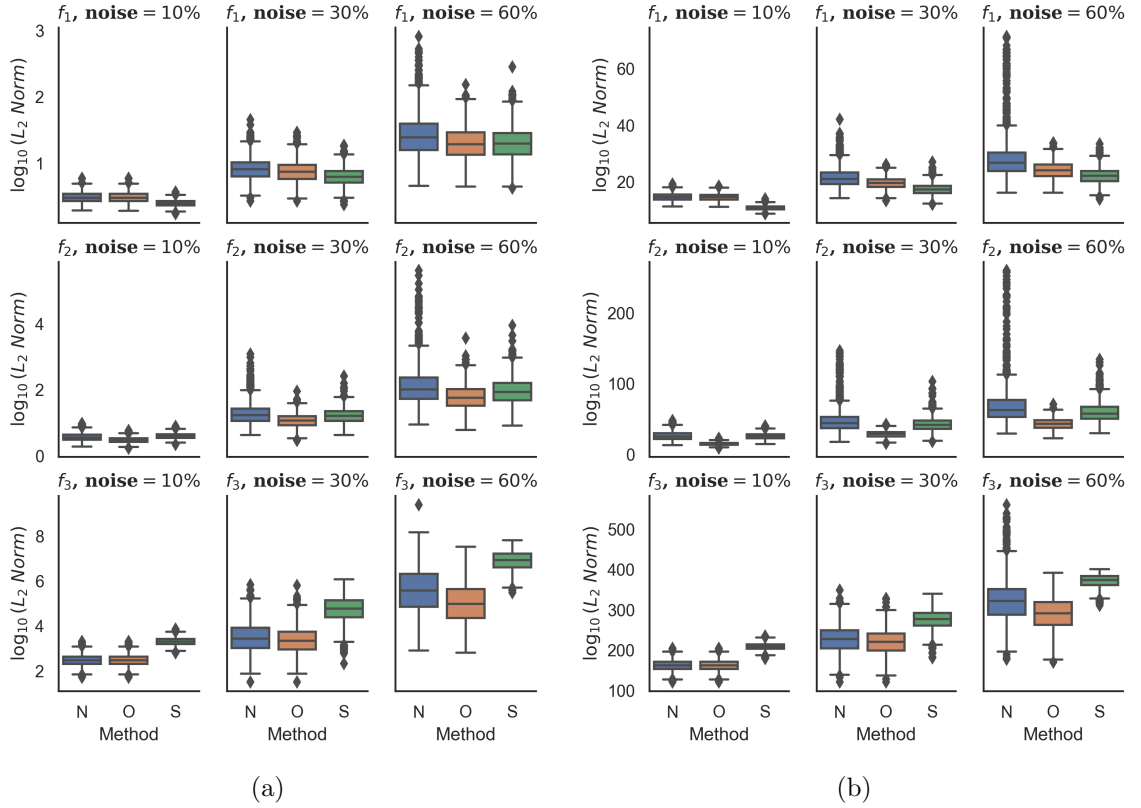 f₁, noise = 10% f₁, noise = 30% f₁, noise = 60%
3
2
1
log₁₀(L₂ Norm)
f₂, noise = 10% f₂, noise = 30% f₂, noise = 60%
4
2
0
log₁₀(L₂ Norm)
f₃, noise = 10% f₃, noise = 30% f₃, noise = 60%
8
6
4
2
log₁₀(L₂ Norm)
N O S N O S N O S
Method Method Method
(a)
f₁, noise = 10% f₁, noise = 30% f₁, noise = 60%
60
40
20
log₁₀(L₂ Norm)
f₂, noise = 10% f₂, noise = 30% f₂, noise = 60%
200
100
0
log₁₀(L₂ Norm)
f₃, noise = 10% f₃, noise = 30% f₃, noise = 60%
500
400
300
200
100
log₁₀(L₂ Norm)
N O S N O S N O S
Method Method Method
(b)